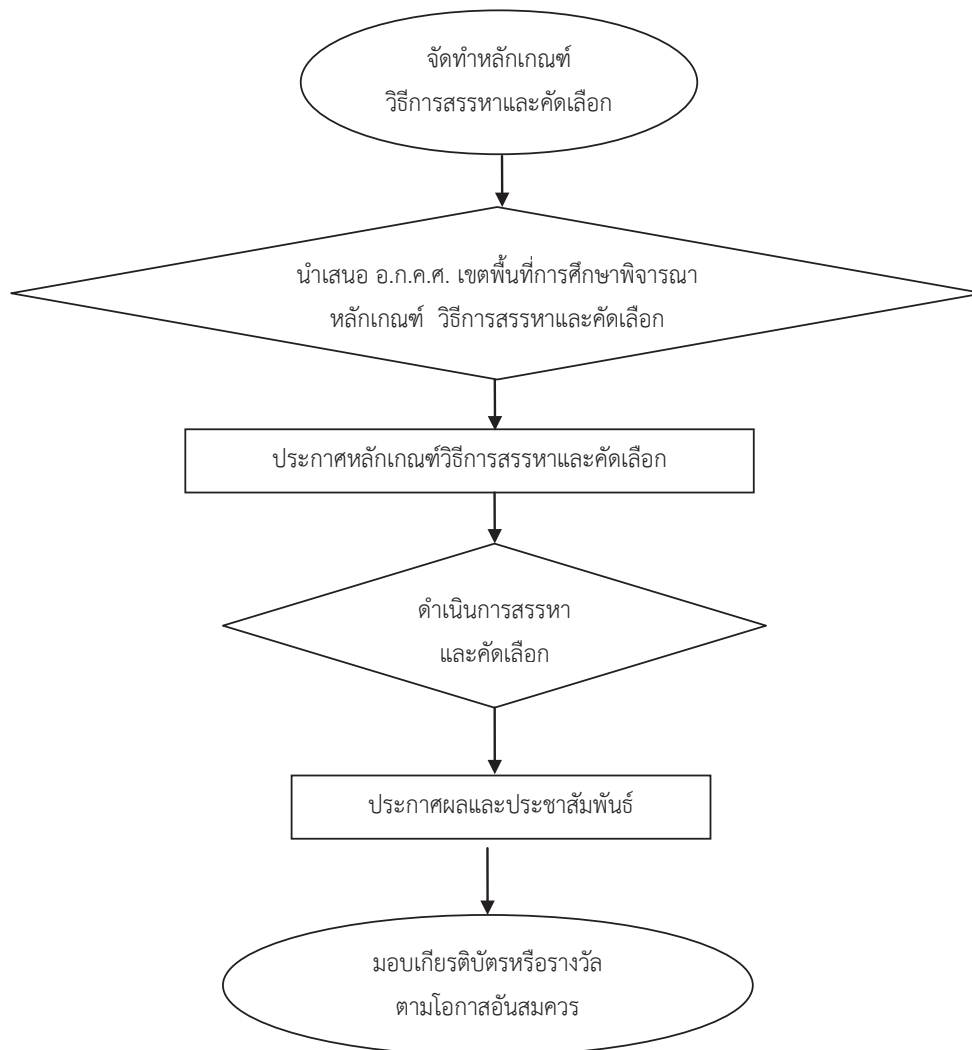 จัดทำหลักเกณฑ์
วิธีการสรรหาและคัดเลือก
นำเสนอ อ.ก.ค.ศ. เขตพื้นที่การศึกษาพิจารณา
หลักเกณฑ์ วิธีการสรรหาและคัดเลือก
ประกาศหลักเกณฑ์วิธีการสรรหาและคัดเลือก
ดำเนินการสรรหา
และคัดเลือก
ประกาศผลและประชาสัมพันธ์
มอบเกียรติบัตรหรือรางวัล
ตามโอกาสอันสมควร